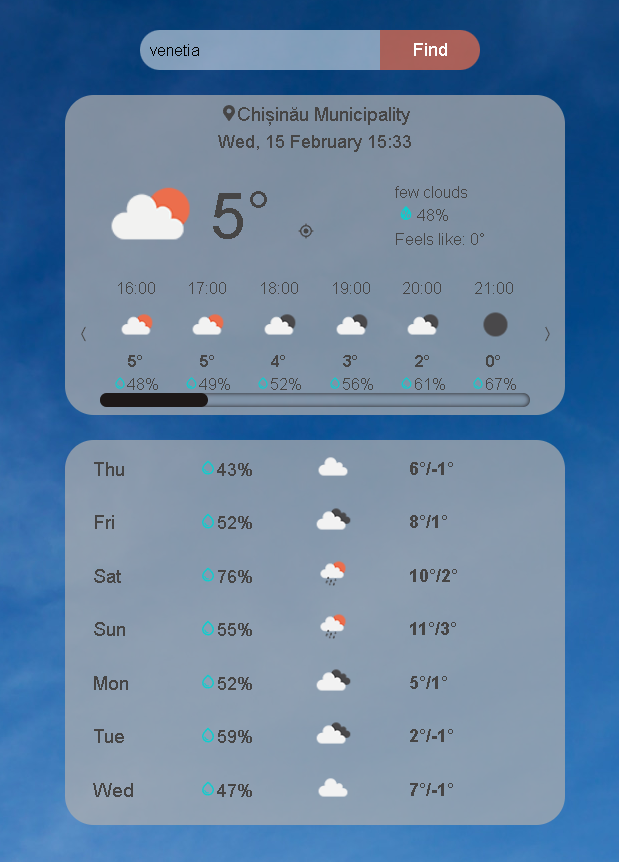 venetia Find
Chișinău Municipality
Wed, 15 February 15:33
5°
few clouds
48%
Feels like: 0°
16:00 17:00 18:00 19:00 20:00 21:00
5° 5° 4° 3° 2° 0°
48% 49% 52% 56% 61% 67%
Thu 43% 6°/-1°
Fri 52% 8°/1°
Sat 76% 10°/2°
Sun 55% 11°/3°
Mon 52% 5°/1°
Tue 59% 2°/-1°
Wed 47% 7°/-1°